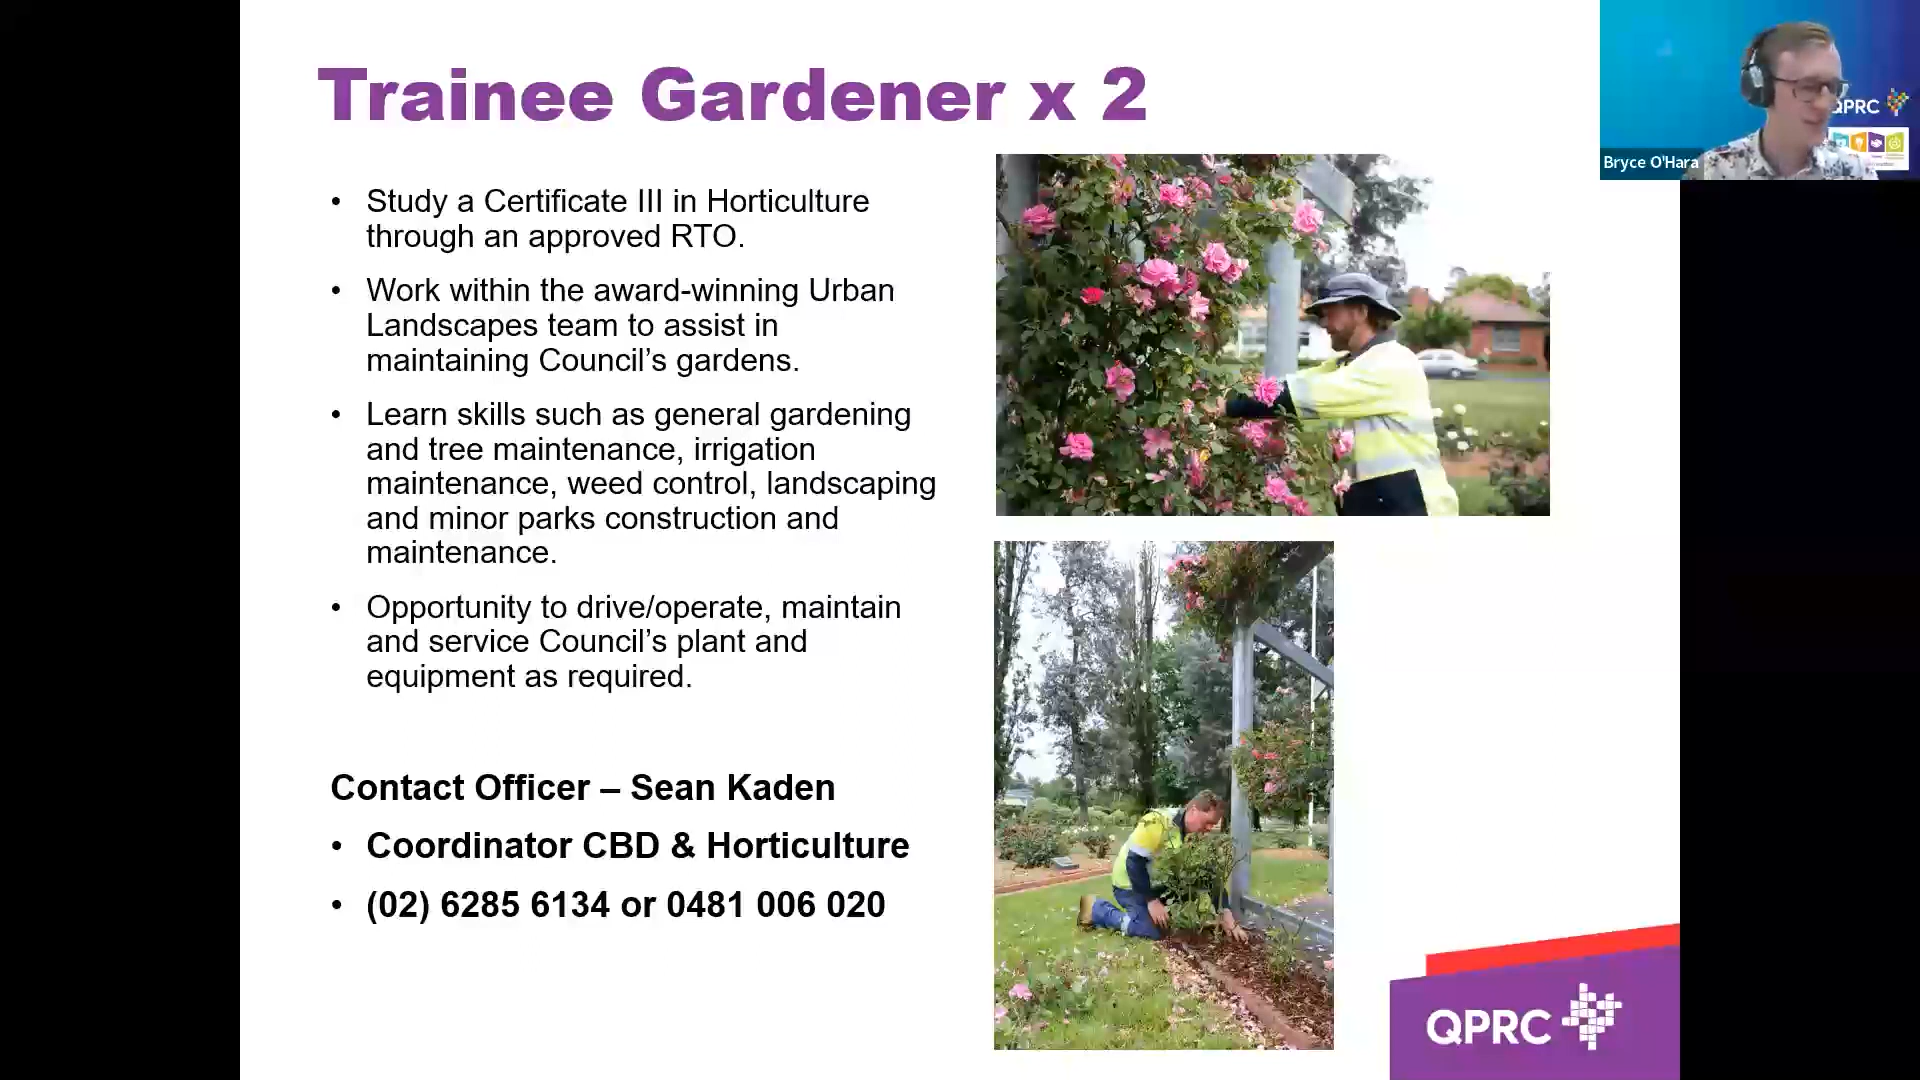 Trainee Gardener x 2
• Study a Certificate III in Horticulture
through an approved RTO.
• Work within the award-winning Urban
Landscapes team to assist in
maintaining Council’s gardens.
• Learn skills such as general gardening
and tree maintenance, irrigation
maintenance, weed control, landscaping
and minor parks construction and
maintenance.
• Opportunity to drive/operate, maintain
and service Council’s plant and
equipment as required.
Contact Officer – Sean Kaden
• Coordinator CBD & Horticulture
• (02) 6285 6134 or 0481 006 020
QPRC
Bryce O'Hara
QPRC